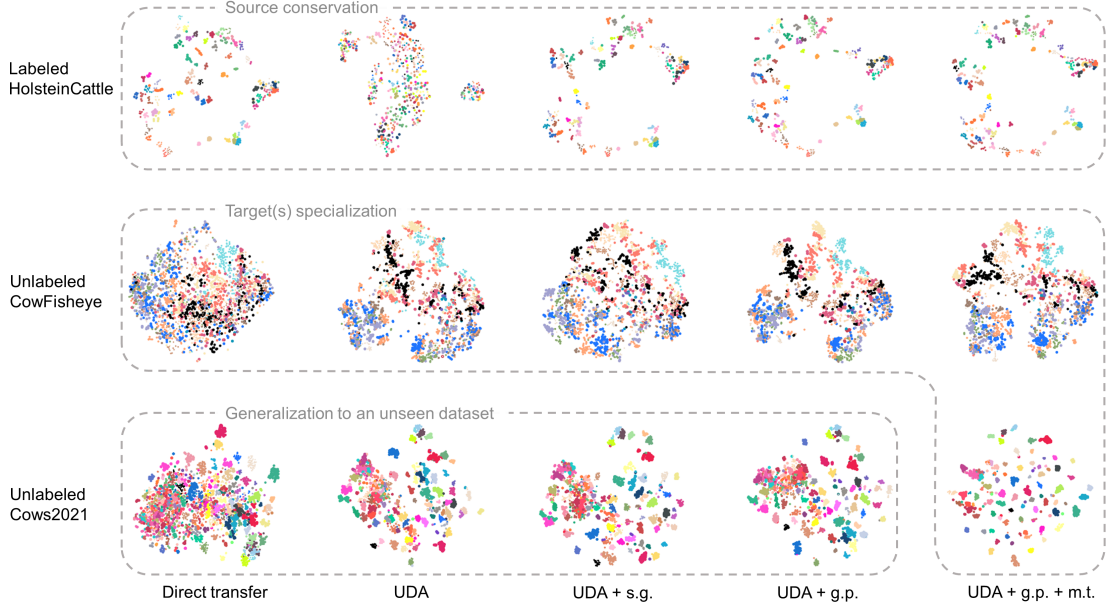 Source conservation
Labeled
HolsteinCattle
Target(s) specialization
Unlabeled
CowFisheye
Generalization to an unseen dataset
Unlabeled
Cows2021
Direct transfer
UDA
UDA + s.g.
UDA + g.p.
UDA + g.p. + m.t.